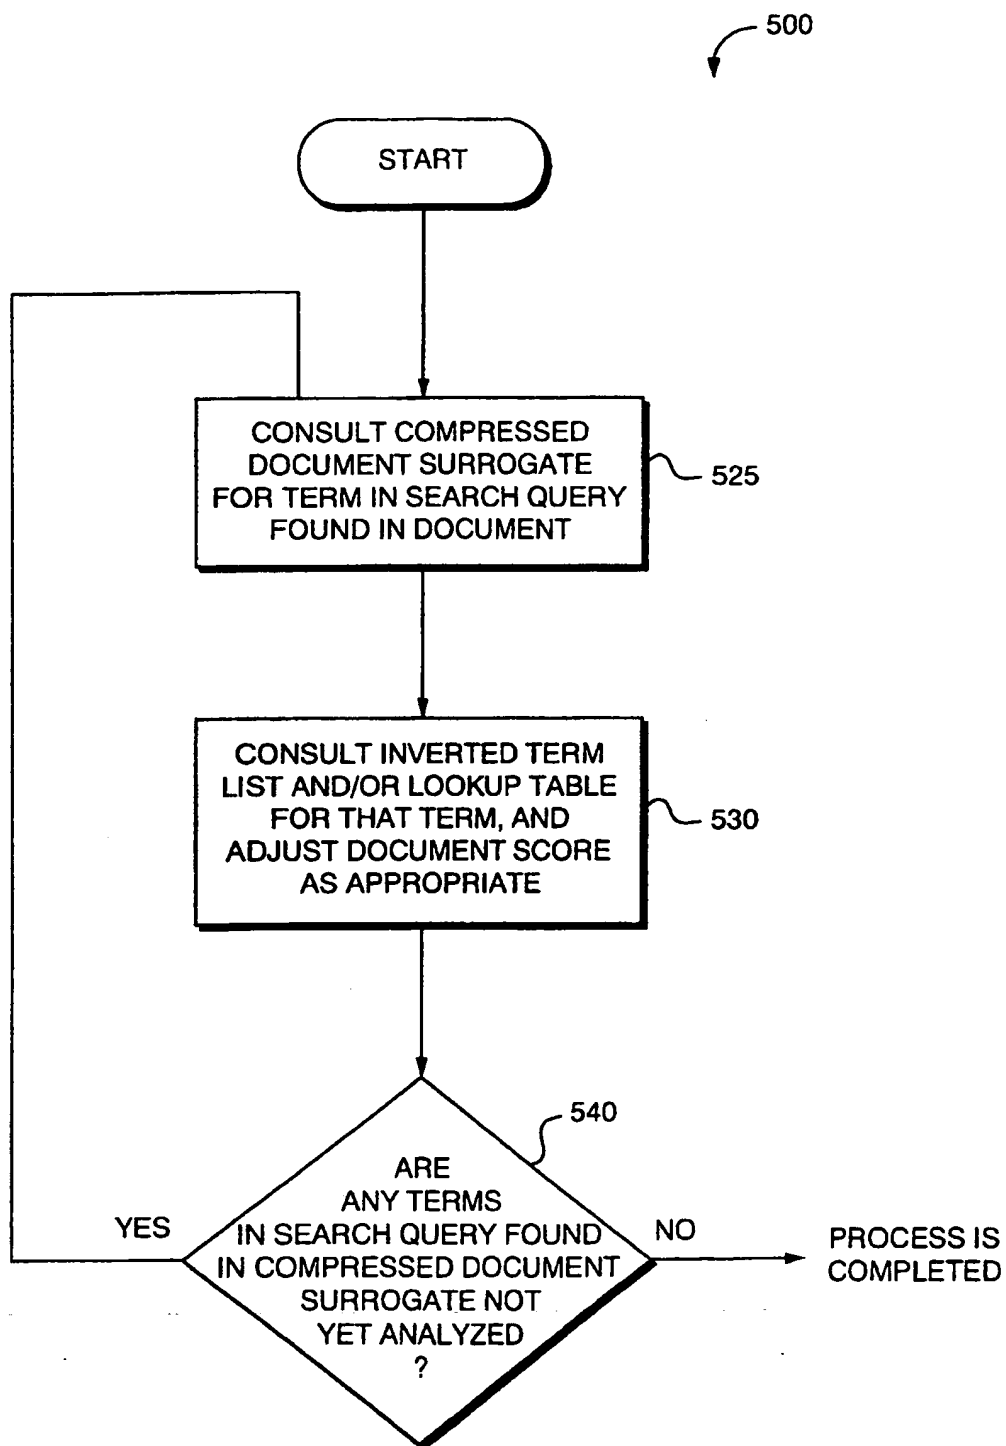 500
START
CONSULT COMPRESSED
DOCUMENT SURROGATE
FOR TERM IN SEARCH QUERY
FOUND IN DOCUMENT
525
CONSULT INVERTED TERM
LIST AND/OR LOOKUP TABLE
FOR THAT TERM, AND
ADJUST DOCUMENT SCORE
AS APPROPRIATE
530
540
ARE
ANY TERMS
IN SEARCH QUERY FOUND
IN COMPRESSED DOCUMENT
SURROGATE NOT
YET ANALYZED
?
YES
NO
PROCESS IS
COMPLETED